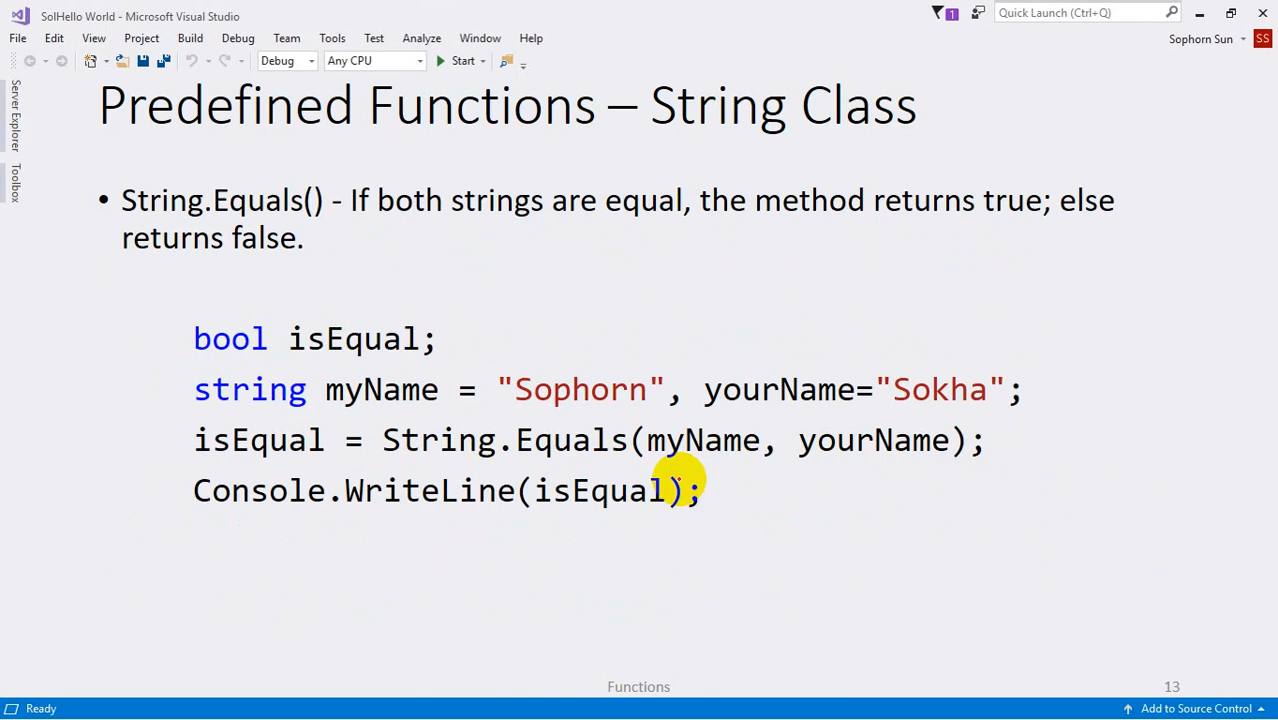 SolHello World - Microsoft Visual Studio
1
Quick Launch (Ctrl+Q)
File Edit View Project Build Debug Team Tools Test Analyze Window Help
Sophorn Sun
SS
Debug Any CPU Start
Server Explorer
Toolbox
Predefined Functions – String Class
• String.Equals() - If both strings are equal, the method returns true; else
returns false.
bool isEqual;
string myName = "Sophorn", yourName="Sokha";
isEqual = String.Equals(myName, yourName);
Console.WriteLine(isEqual);
Functions
13
Ready
Add to Source Control